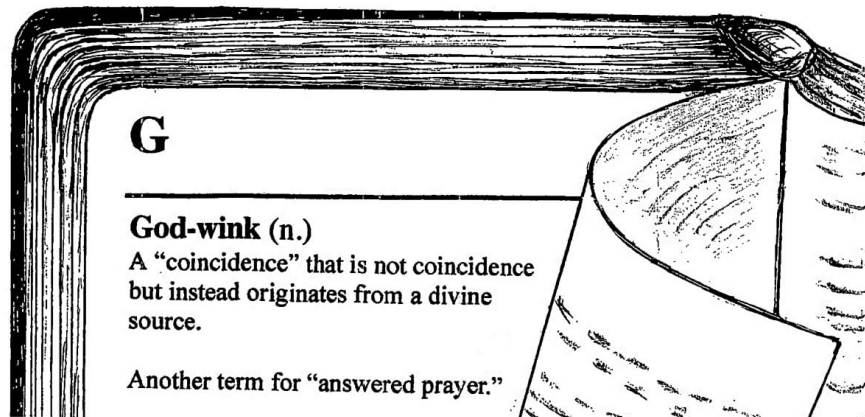 G
God-wink (n.)
A “coincidence” that is not coincidence
but instead originates from a divine
source.
Another term for “answered prayer.”